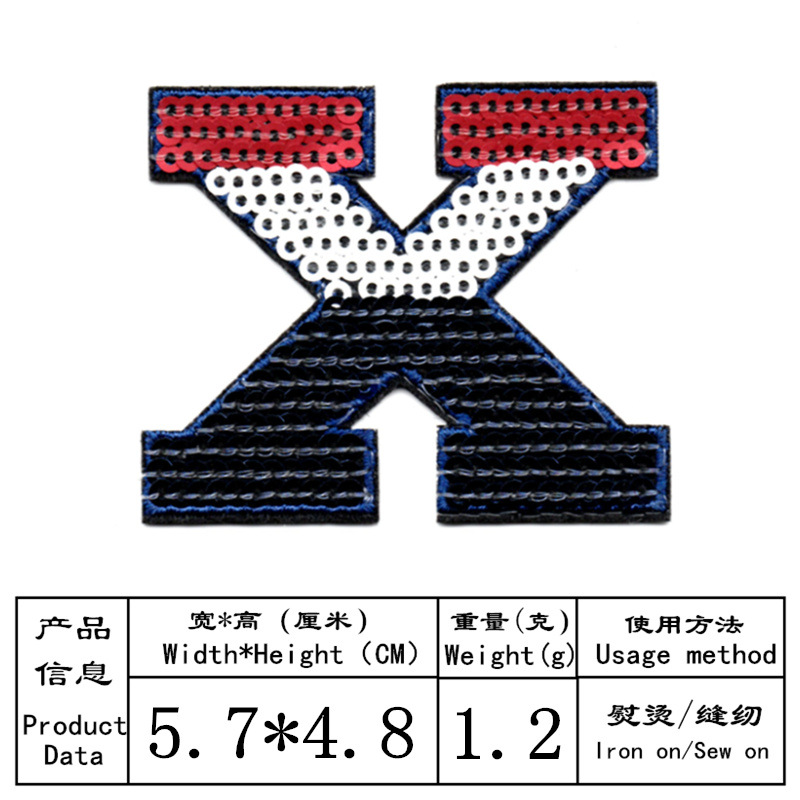 X
产品
信息
Product
Data
宽*高 (厘米)
Width*Height (CM)
5.7*4.8
重量(克)
Weight(g)
1.2
使用方法
Usage method
熨烫/缝纫
Iron on/Sew on